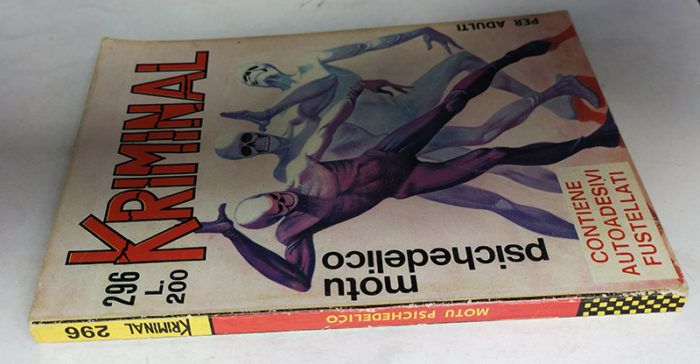 KRIMINAL
296
L.
200
PER ADULTI
motu
psichedelico
CONTIENE
AUTOADESIVI
FUSTELLATI
KRIMINAL 296
MOTU PSICHEDELICO